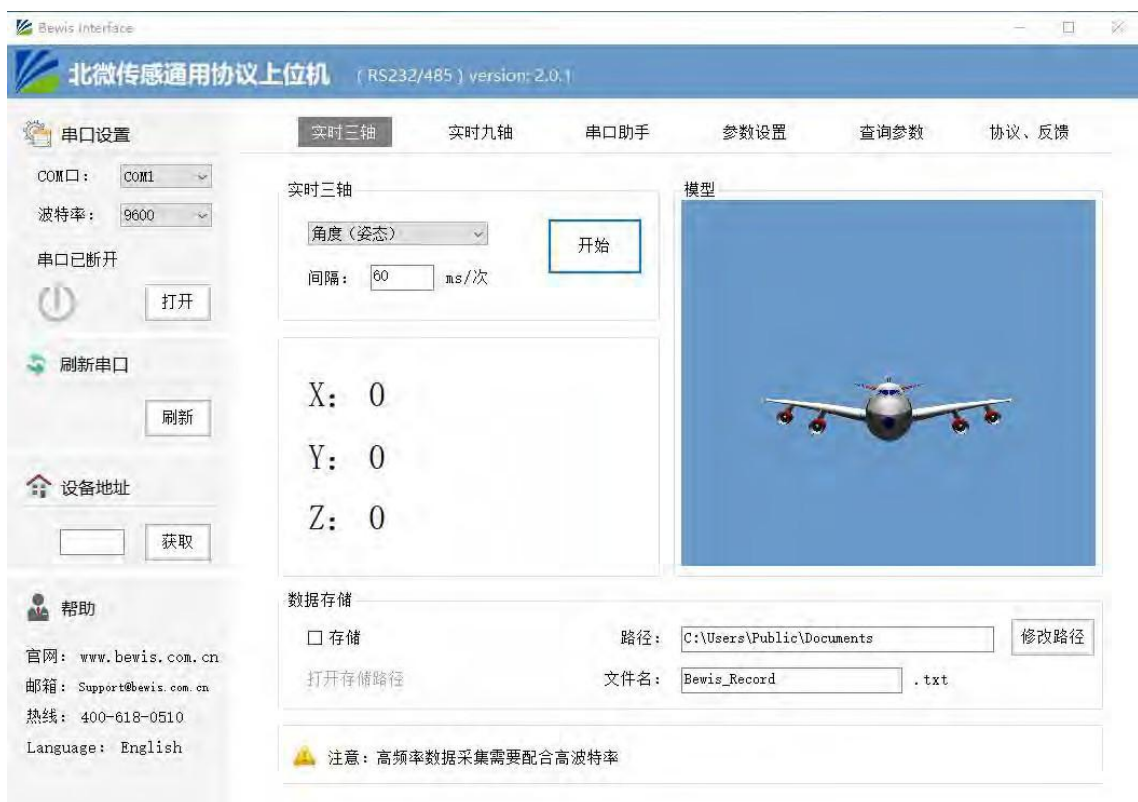 Bewis Interface
北微传感通用协议上位机 （RS232/485）version: 2.0.1
串口设置
COM口： COM1
波特率： 9600
串口已断开
打开
刷新串口
刷新
设备地址
获取
帮助
官网： www.bewis.com.cn
邮箱： Support@bewis.com.cn
热线： 400-618-0510
Language： English
实时三轴 实时九轴 串口助手 参数设置 查询参数 协议、反馈
实时三轴
角度（姿态）
间隔： 60 ms/次
开始
X： 0
Y： 0
Z： 0
模型
数据存储
存储
路径： C:\Users\Public\Documents 修改路径
打开存储路径
文件名： Bewis_Record .txt
注意：高频率数据采集需要配合高波特率